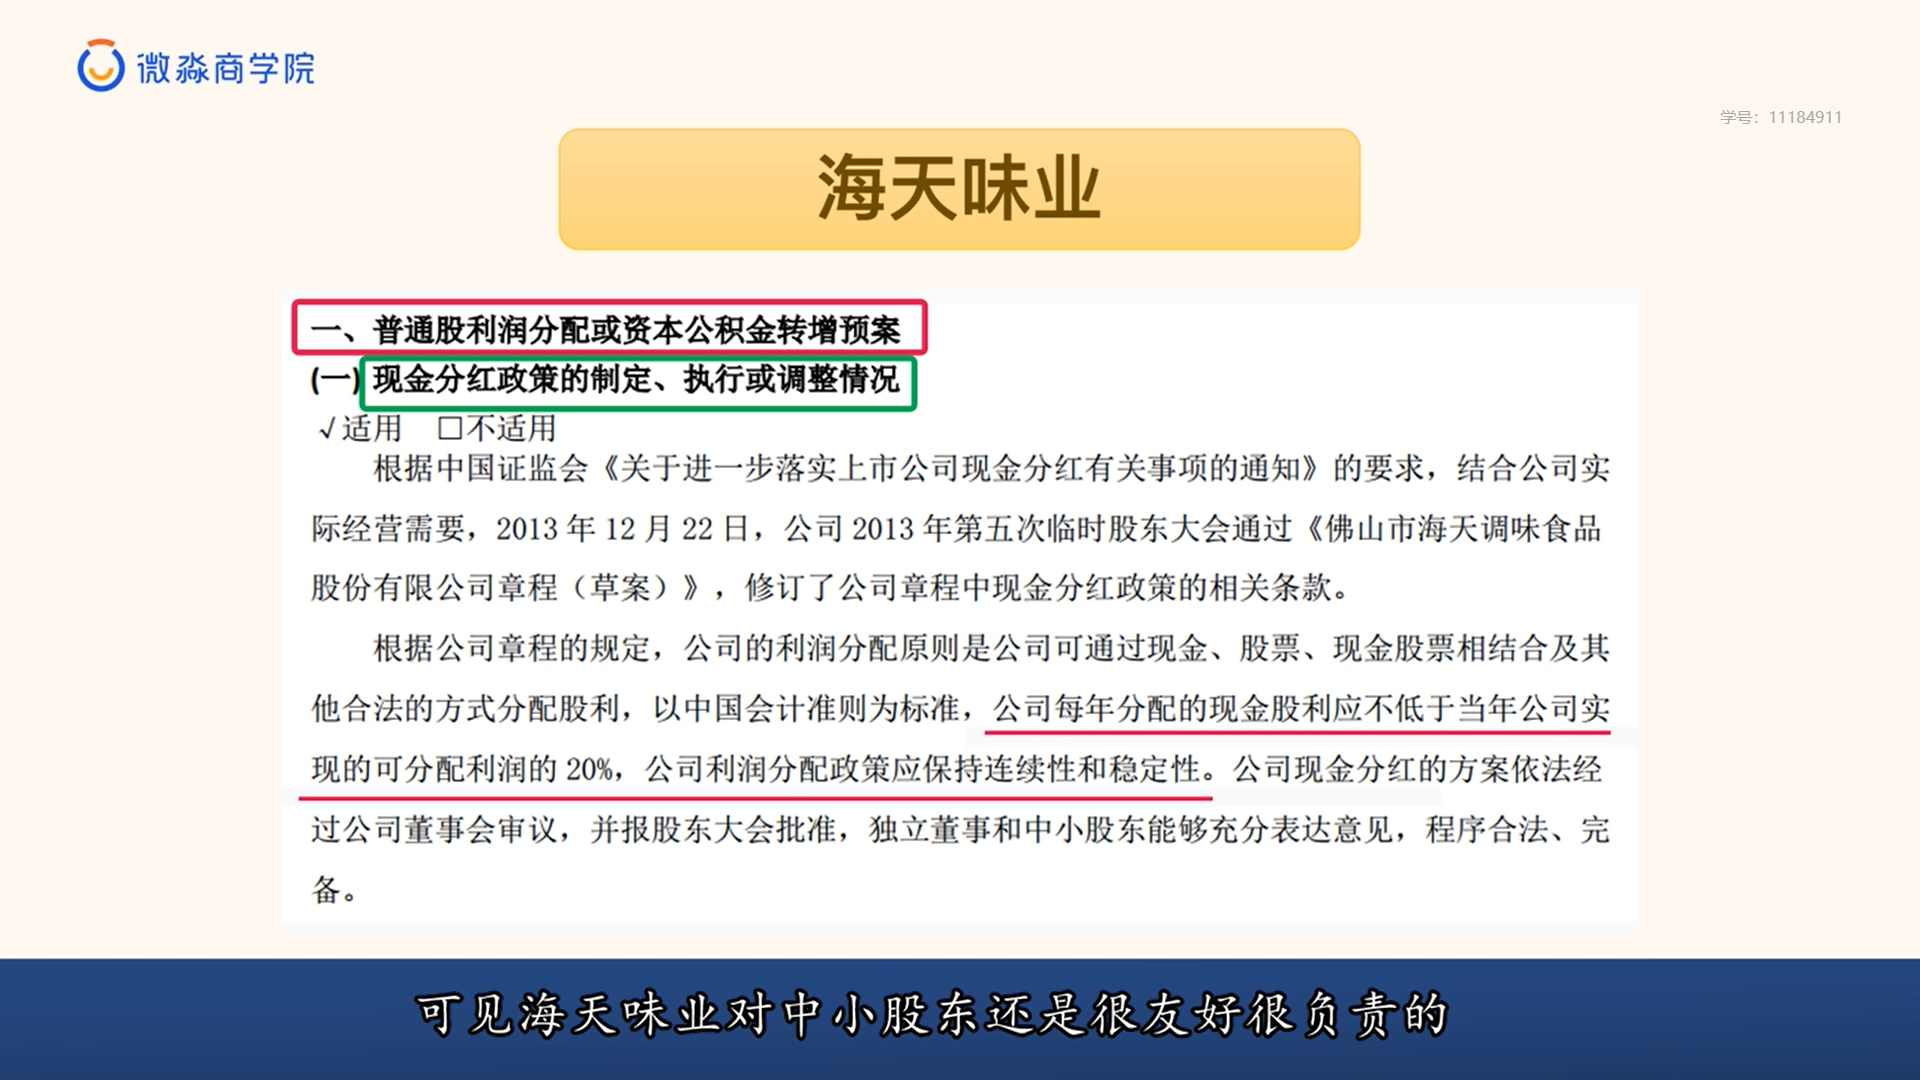 微淼商学院
学号：11184911
海天味业
一、普通股利润分配或资本公积金转增预案
(一) 现金分红政策的制定、执行或调整情况
√适用 □不适用
根据中国证监会《关于进一步落实上市公司现金分红有关事项的通知》的要求，结合公司实
际经营需要，2013 年 12 月 22 日，公司 2013 年第五次临时股东大会通过《佛山市海天调味食品
股份有限公司章程（草案）》，修订了公司章程中现金分红政策的相关条款。
根据公司章程的规定，公司的利润分配原则是公司可通过现金、股票、现金股票相结合及其
他合法的方式分配股利，以中国会计准则为标准，公司每年分配的现金股利应不低于当年公司实
现的可分配利润的 20%，公司利润分配政策应保持连续性和稳定性。公司现金分红的方案依法经
过公司董事会审议，并报股东大会批准，独立董事和中小股东能够充分表达意见，程序合法、完
备。
可见海天味业对中小股东还是很友好很负责的